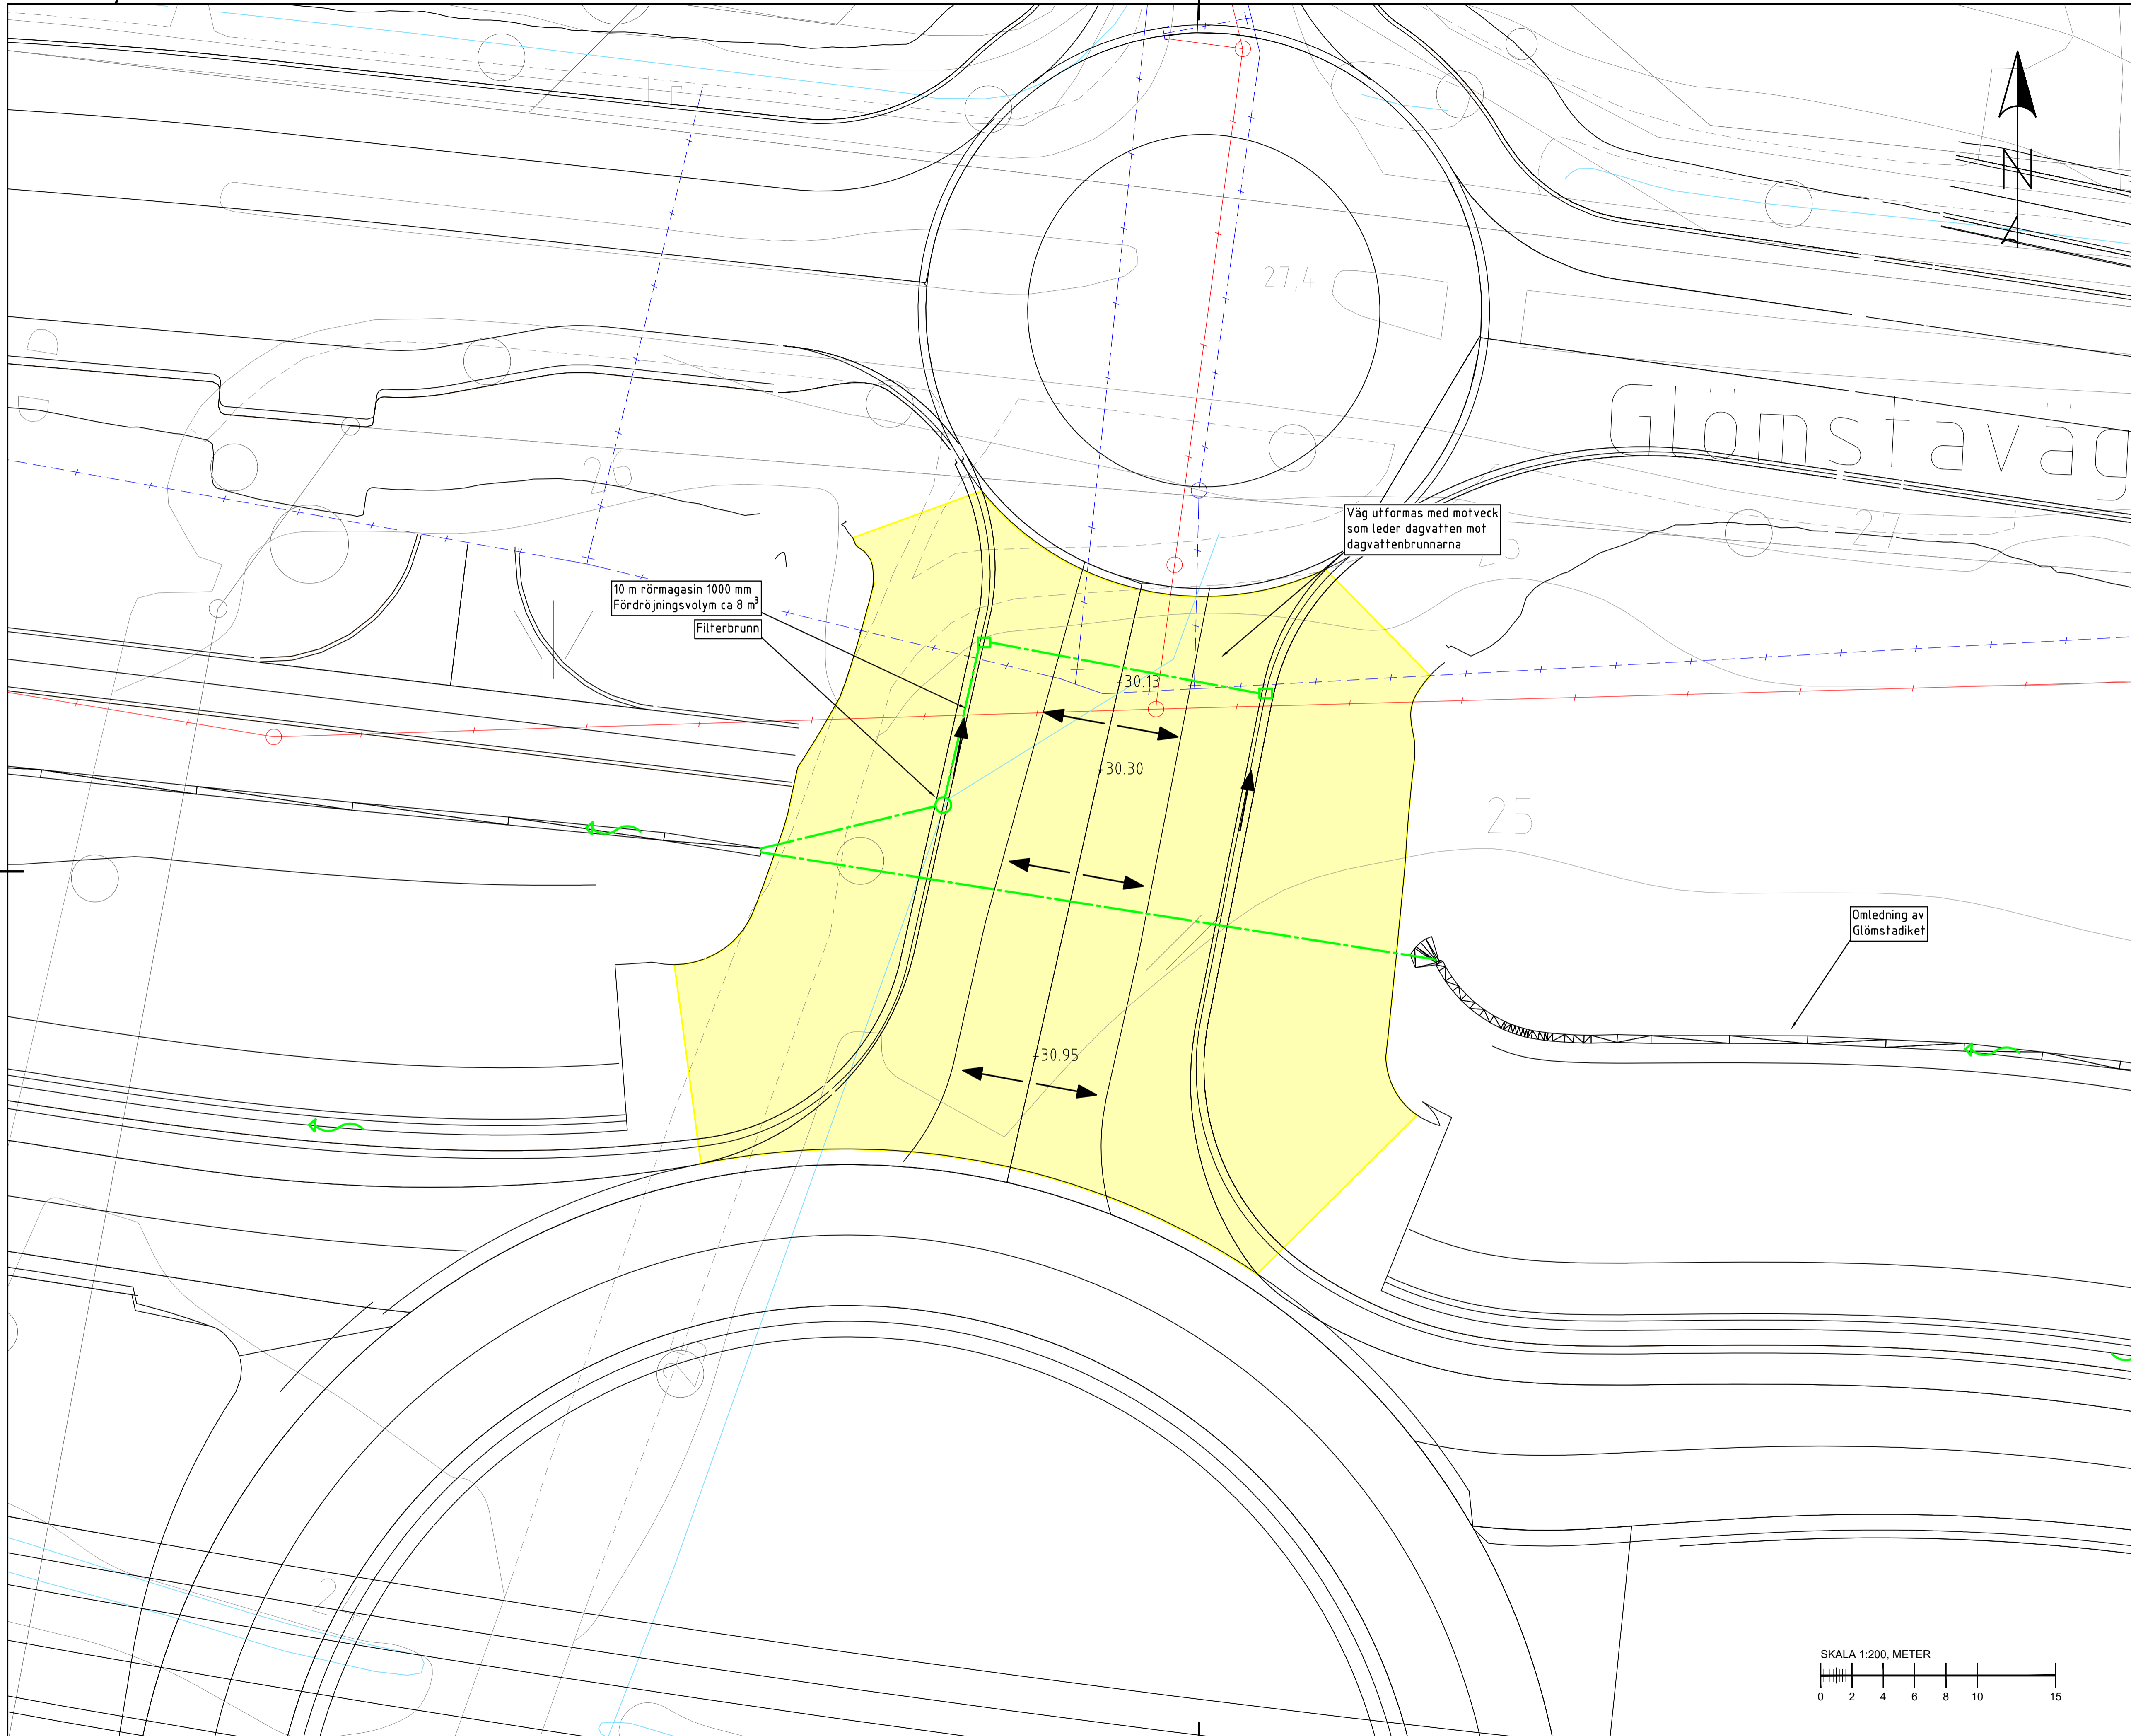 N
27,4
Glömstaväg
26
27
Väg utformas med motveck
som leder dagvatten mot
dagvattenbrunnarna
10 m rörmagasin 1000 mm
Fördröjningsvolym ca 8 m³
Filterbrunn
+30.13
+30.30
25
Omledning av
Glömstadiket
+30.95
SKALA 1:200, METER
0 2 4 6 8 10 15